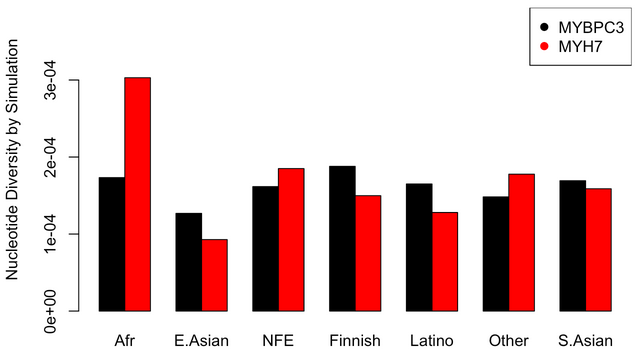 MYBPC3
MYH7
Nucleotide Diversity by Simulation
3e-04
2e-04
1e-04
0e+00
Afr E.Asian NFE Finnish Latino Other S.Asian